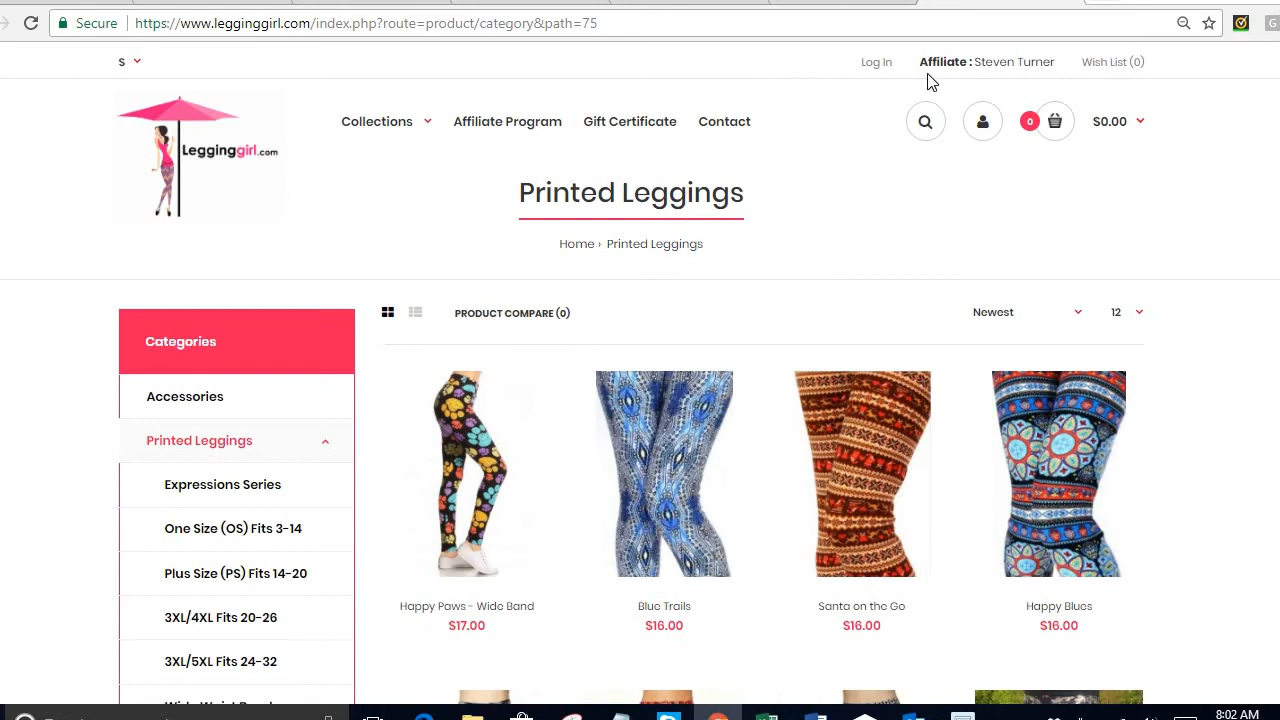 Secure https://www.legginggirl.com/index.php?route=product/category&path=75
G
S
Log In
Affiliate : Steven Turner
Wish List (0)
Legginggirl.com
Collections
Affiliate Program
Gift Certificate
Contact
0
$0.00
Printed Leggings
Home › Printed Leggings
Categories
Accessories
Printed Leggings
Expressions Series
One Size (OS) Fits 3-14
Plus Size (PS) Fits 14-20
3XL/4XL Fits 20-26
3XL/5XL Fits 24-32
PRODUCT COMPARE (0)
Newest
12
Happy Paws - Wide Band
$17.00
Blue Trails
$16.00
Santa on the Go
$16.00
Happy Blues
$16.00
8:02 AM